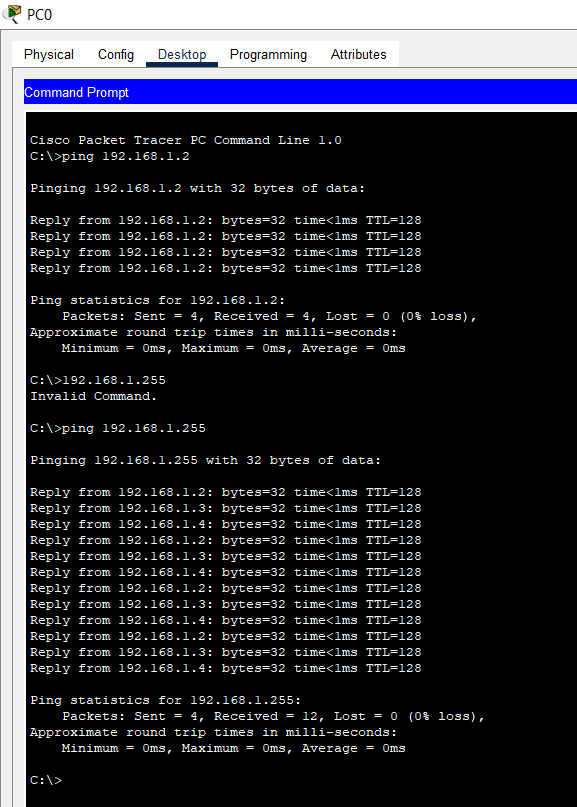 PC0
Physical Config Desktop Programming Attributes
Command Prompt
Cisco Packet Tracer PC Command Line 1.0
C:\>ping 192.168.1.2
Pinging 192.168.1.2 with 32 bytes of data:
Reply from 192.168.1.2: bytes=32 time<1ms TTL=128
Reply from 192.168.1.2: bytes=32 time<1ms TTL=128
Reply from 192.168.1.2: bytes=32 time<1ms TTL=128
Reply from 192.168.1.2: bytes=32 time<1ms TTL=128
Ping statistics for 192.168.1.2:
Packets: Sent = 4, Received = 4, Lost = 0 (0% loss),
Approximate round trip times in milli-seconds:
Minimum = 0ms, Maximum = 0ms, Average = 0ms
C:\>192.168.1.255
Invalid Command.
C:\>ping 192.168.1.255
Pinging 192.168.1.255 with 32 bytes of data:
Reply from 192.168.1.2: bytes=32 time<1ms TTL=128
Reply from 192.168.1.3: bytes=32 time<1ms TTL=128
Reply from 192.168.1.4: bytes=32 time<1ms TTL=128
Reply from 192.168.1.2: bytes=32 time<1ms TTL=128
Reply from 192.168.1.3: bytes=32 time<1ms TTL=128
Reply from 192.168.1.4: bytes=32 time<1ms TTL=128
Reply from 192.168.1.2: bytes=32 time<1ms TTL=128
Reply from 192.168.1.3: bytes=32 time<1ms TTL=128
Reply from 192.168.1.4: bytes=32 time<1ms TTL=128
Reply from 192.168.1.2: bytes=32 time<1ms TTL=128
Reply from 192.168.1.3: bytes=32 time<1ms TTL=128
Reply from 192.168.1.4: bytes=32 time<1ms TTL=128
Ping statistics for 192.168.1.255:
Packets: Sent = 4, Received = 12, Lost = 0 (0% loss),
Approximate round trip times in milli-seconds:
Minimum = 0ms, Maximum = 0ms, Average = 0ms
C:\>